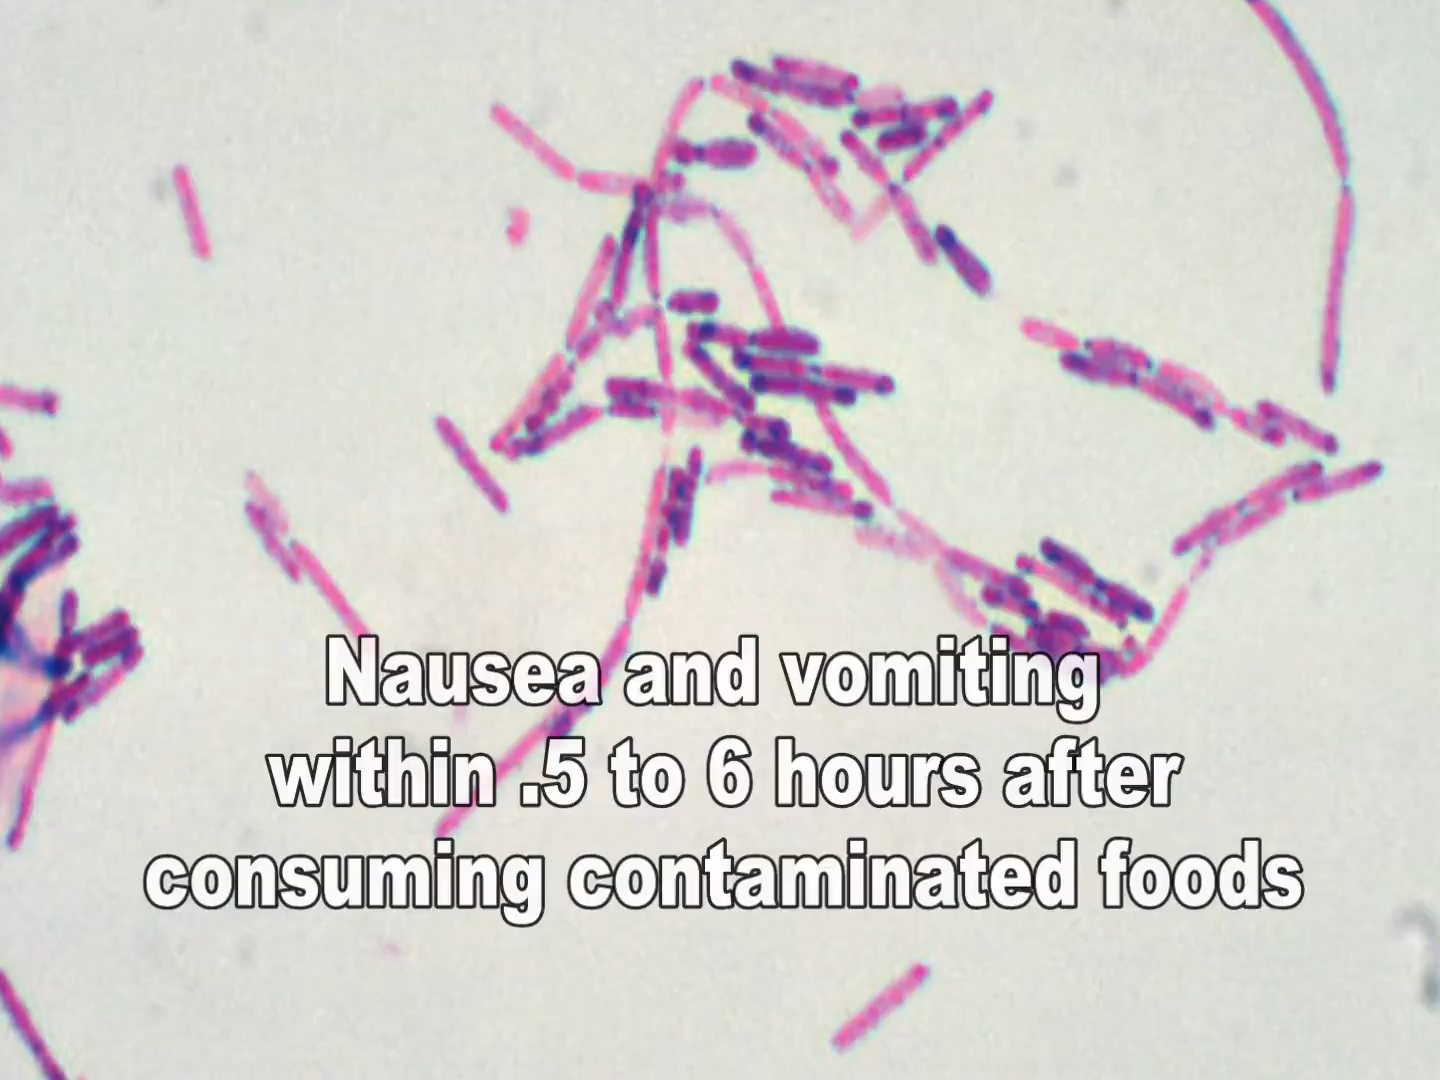 Nausea and vomiting
within .5 to 6 hours after
consuming contaminated foods